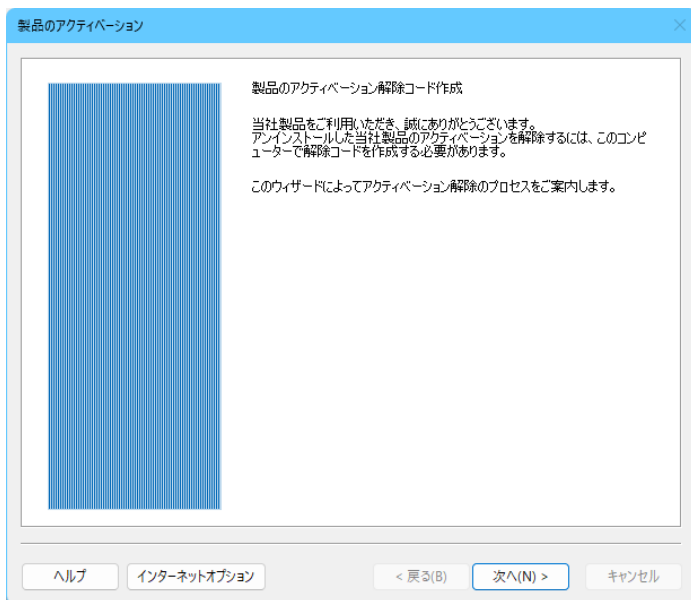 製品のアクティベーション
製品のアクティベーション解除コード作成
当社製品をご利用いただき、誠にありがとうございます。
アンインストールした当社製品のアクティベーションを解除するには、このコンピ
ューターで解除コードを作成する必要があります。
このウィザードによってアクティベーション解除のプロセスをご案内します。
ヘルプ
インターネットオプション
< 戻る(B)
次へ(N) >
キャンセル